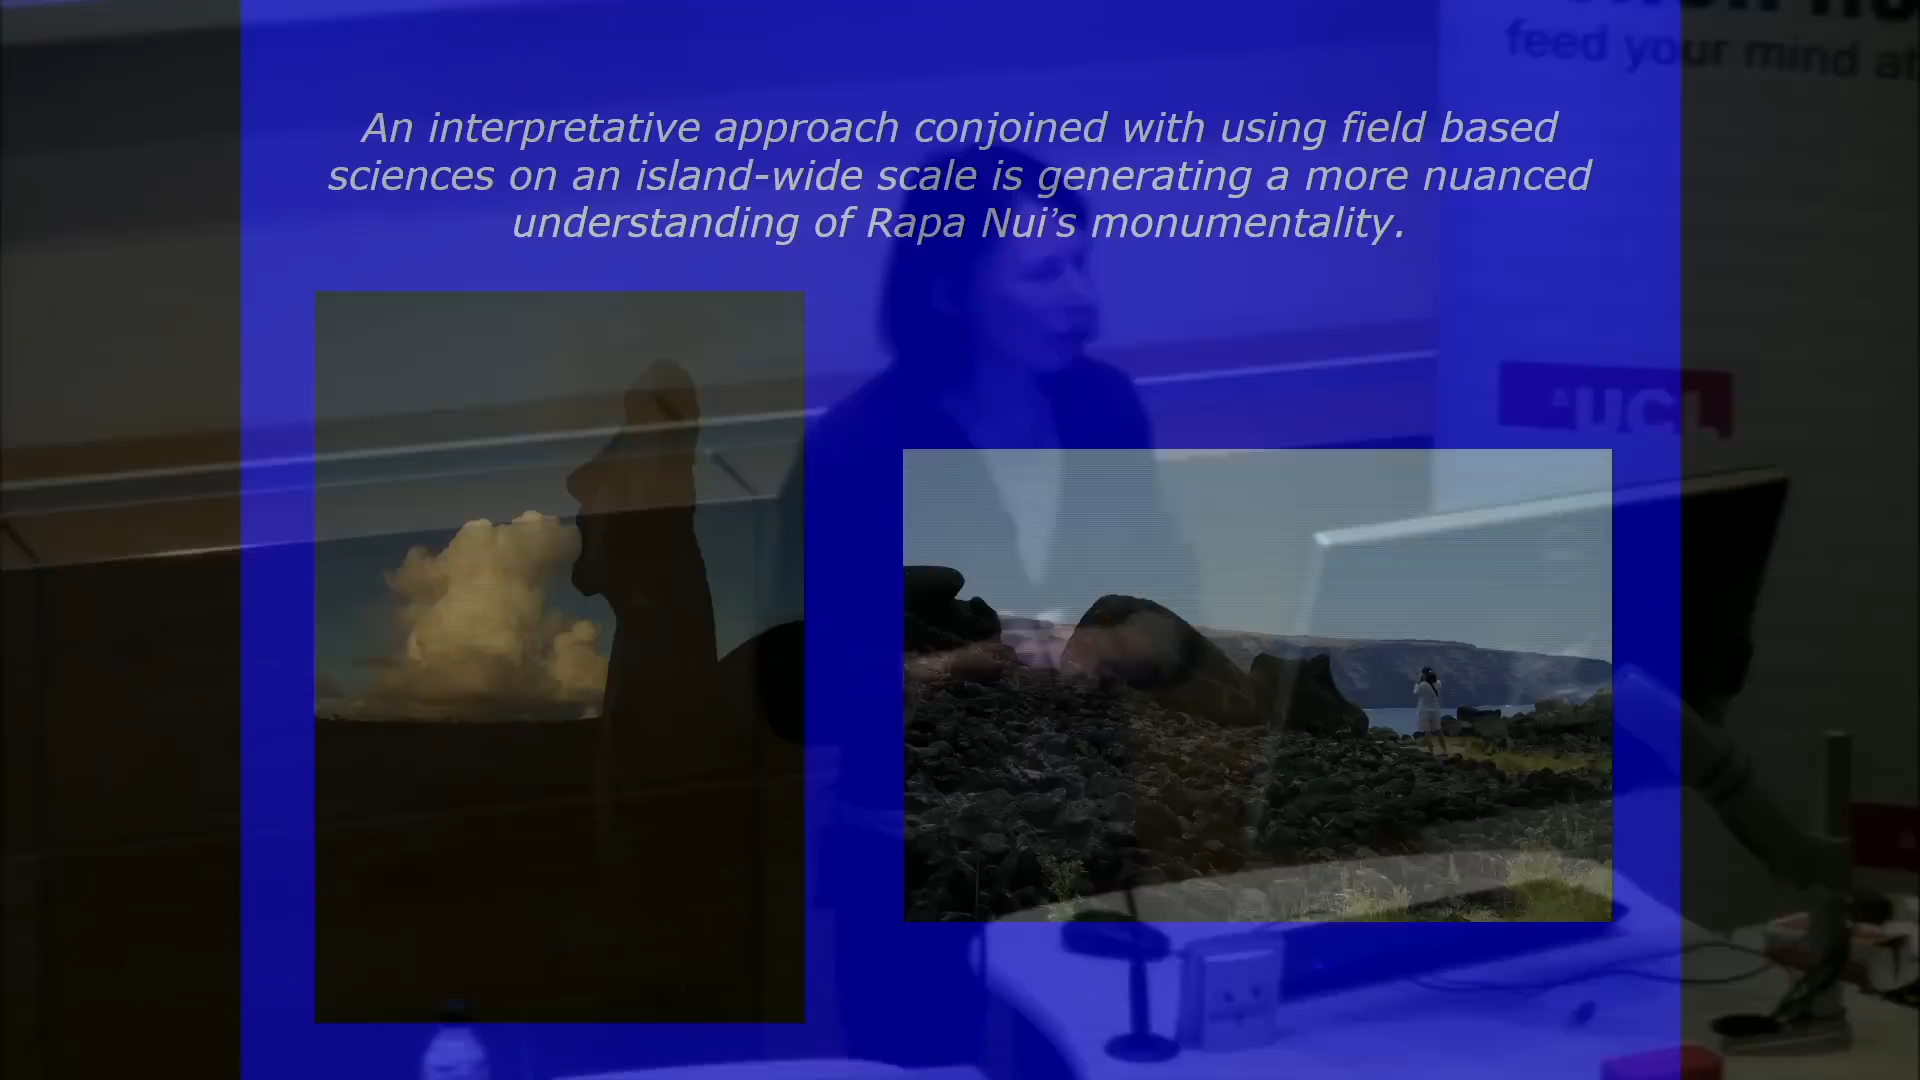 feed your mind at
An interpretative approach conjoined with using field based
sciences on an island-wide scale is generating a more nuanced
understanding of Rapa Nui’s monumentality.
UCL